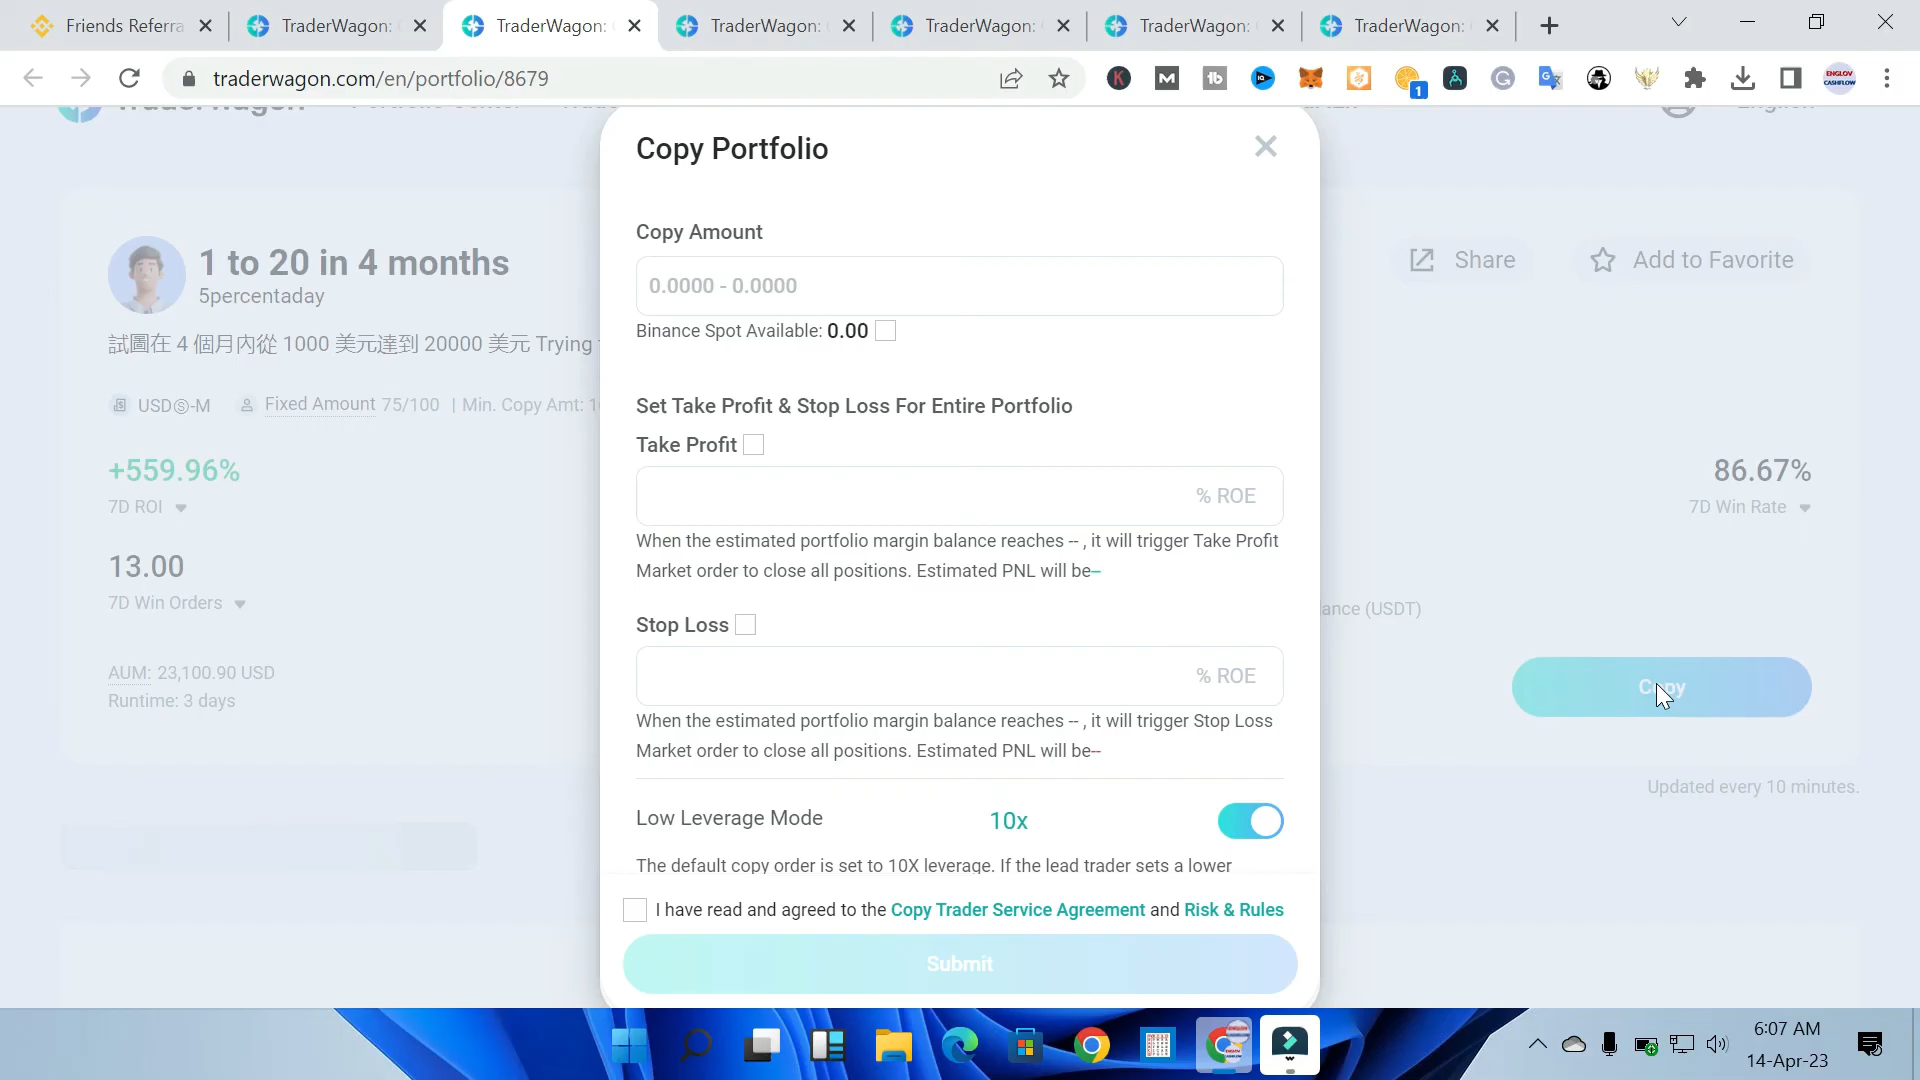 Friends Referra
TraderWagon:
TraderWagon:
TraderWagon:
TraderWagon:
TraderWagon:
TraderWagon:
traderwagon.com/en/portfolio/8679
1
ENGLOV
CASHFLOW
Copy Portfolio
1 to 20 in 4 months
5percentaday
試圖在 4 個月內從 1000 美元達到 20000 美元 Trying
USDⓈ-M
Fixed Amount 75/100 | Min. Copy Amt:
+559.96%
7D ROI
13.00
7D Win Orders
AUM: 23,100.90 USD
Runtime: 3 days
Copy Amount
0.0000 - 0.0000
Binance Spot Available: 0.00
Set Take Profit & Stop Loss For Entire Portfolio
Take Profit
% ROE
When the estimated portfolio margin balance reaches -- , it will trigger Take Profit
Market order to close all positions. Estimated PNL will be--
Stop Loss
% ROE
When the estimated portfolio margin balance reaches -- , it will trigger Stop Loss
Market order to close all positions. Estimated PNL will be--
Low Leverage Mode
10x
The default copy order is set to 10X leverage. If the lead trader sets a lower
I have read and agreed to the Copy Trader Service Agreement and Risk & Rules
Submit
Share
Add to Favorite
86.67%
7D Win Rate
ance (USDT)
Copy
Updated every 10 minutes.
6:07 AM
14-Apr-23